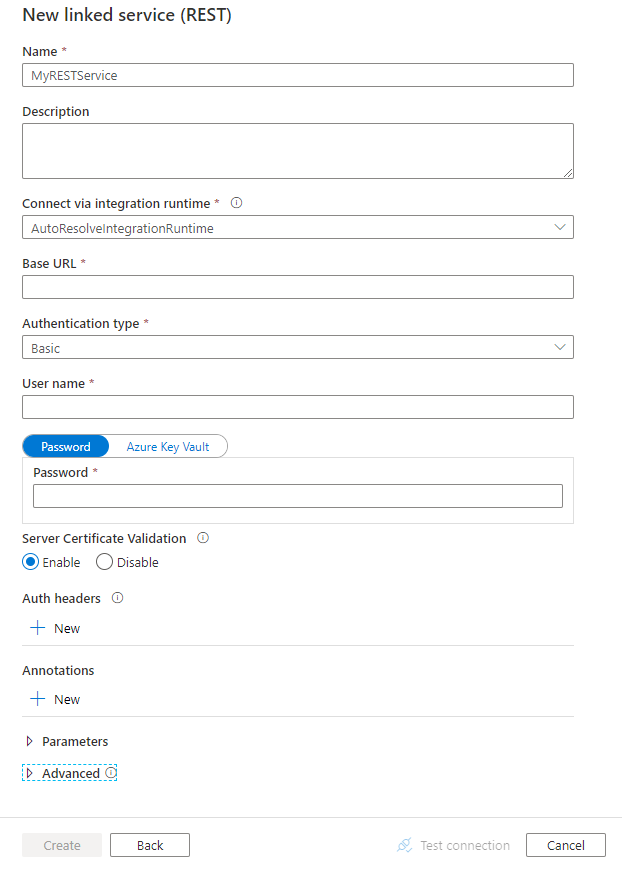 New linked service (REST)
Name *
MyRESTService
Description
Connect via integration runtime *
AutoResolveIntegrationRuntime
Base URL *
Authentication type *
Basic
User name *
Password Azure Key Vault
Password *
Server Certificate Validation
Enable Disable
Auth headers
New
Annotations
New
Parameters
Advanced
Create Back Test connection Cancel